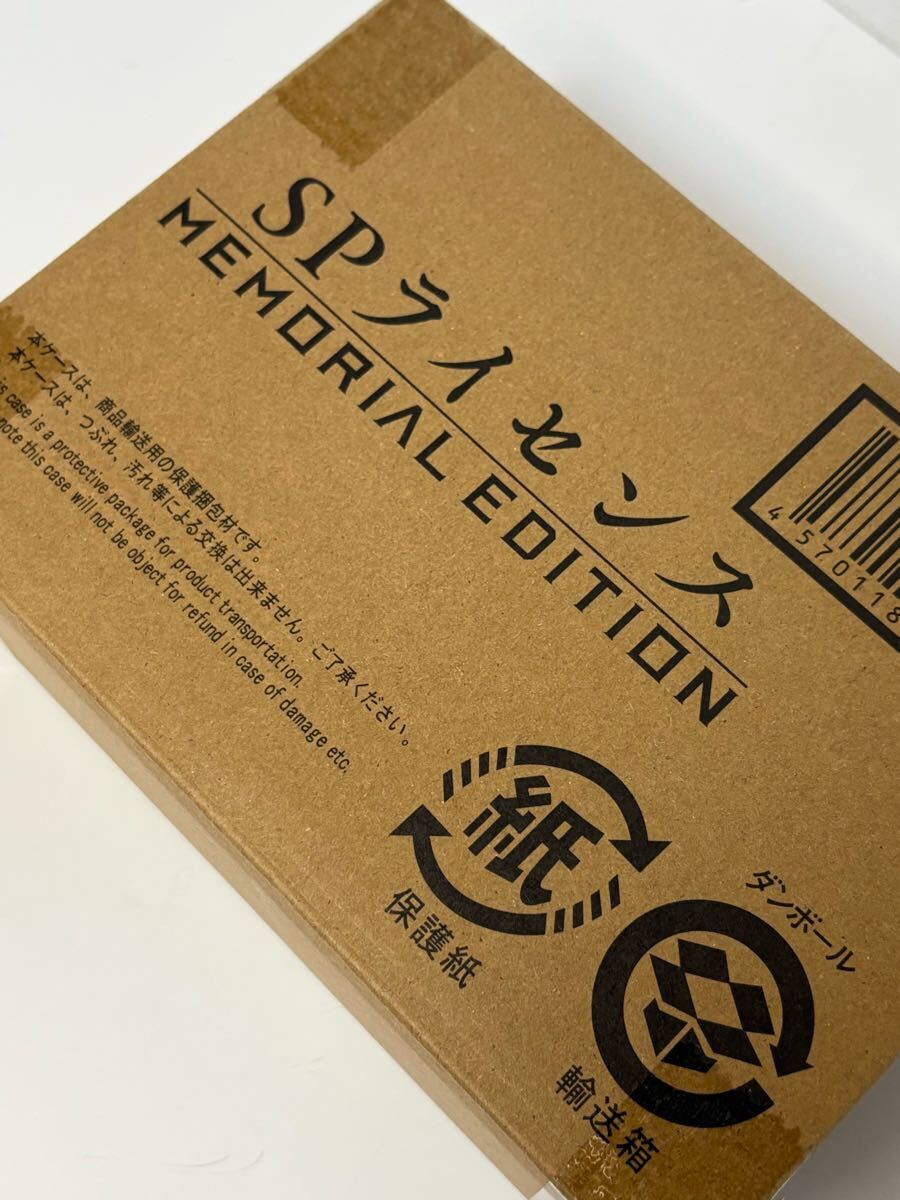 SPライセンス
MEMORIAL EDITION
本ケースは、商品輸送用の保護梱包材です。
本ケースは、つぶれ、汚れ等による交換は出来ません。ご了承ください。
case is a protective package for product transportation.
note this case will not be object for refund in case of damage etc.
4570118
紙
保護紙
ダンボール
輸送箱